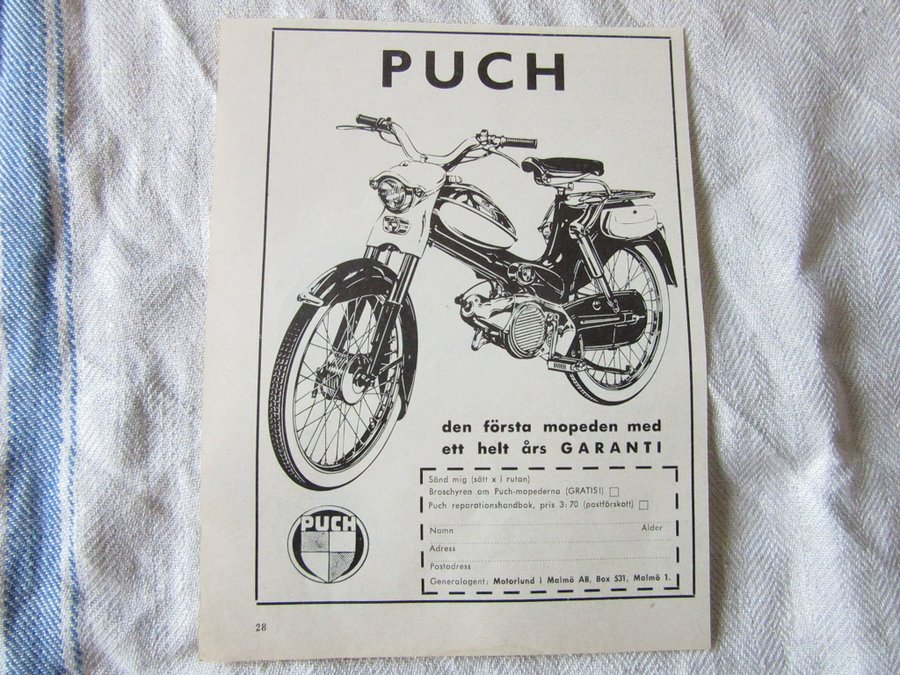 PUCH
den första mopeden med
ett helt års GARANTI
Sänd mig (sätt x i rutan)
Broschyren om Puch-mopederna (GRATIS!)
Puch reparationshandbok, pris 3:70 (postförskott)
Namn Ålder
Adress
Postadress
Generalagent: Motorlund i Malmö AB, Box 531, Malmö 1.
PUCH
28